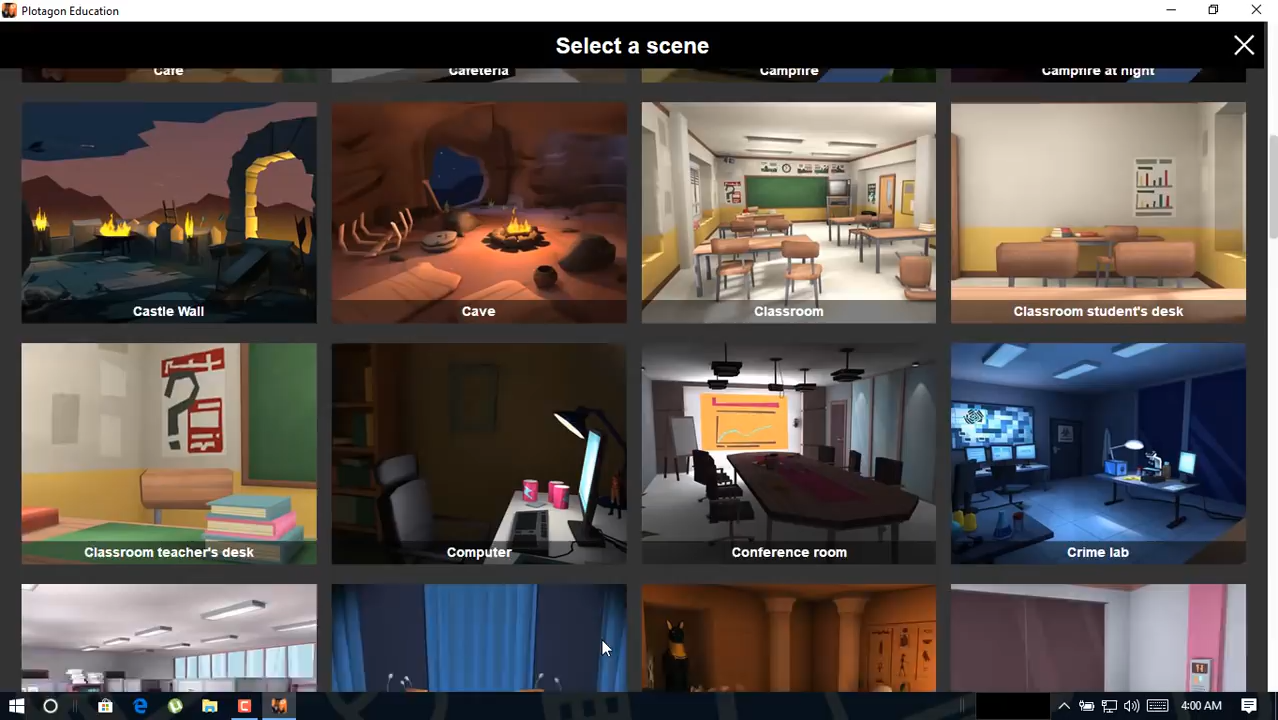 Plotagon Education
Select a scene
Cafe
Cafeteria
Campfire
Campfire at night
Castle Wall
Cave
Classroom
Classroom student's desk
Classroom teacher's desk
Computer
Conference room
Crime lab
4:00 AM